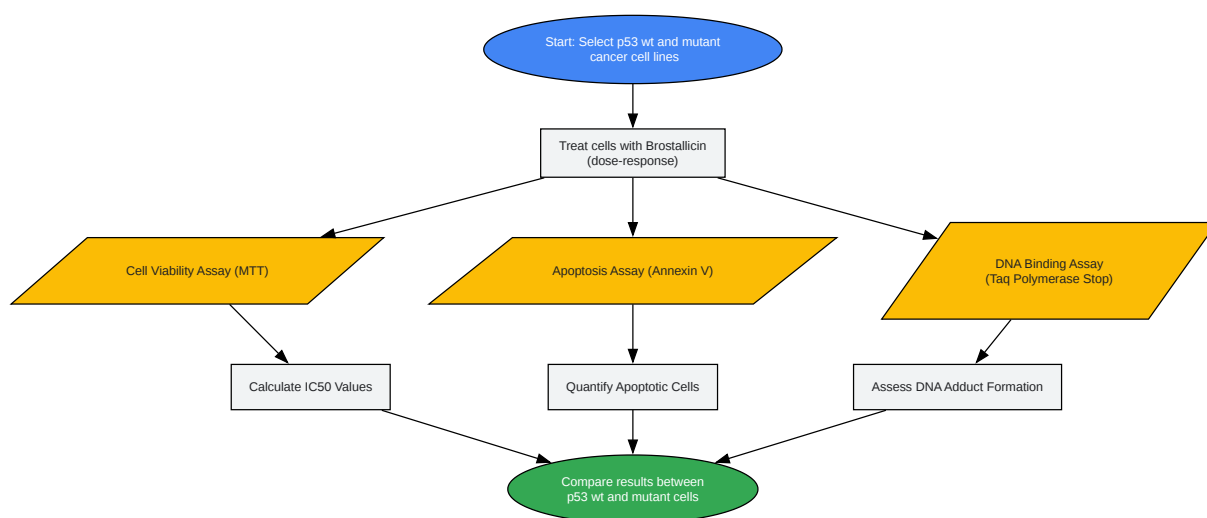 Start: Select p53 wt and mutant
cancer cell lines
Treat cells with Brostallicin
(dose-response)
Cell Viability Assay (MTT)
Apoptosis Assay (Annexin V)
DNA Binding Assay
(Taq Polymerase Stop)
Calculate IC50 Values
Quantify Apoptotic Cells
Assess DNA Adduct Formation
Compare results between
p53 wt and mutant cells